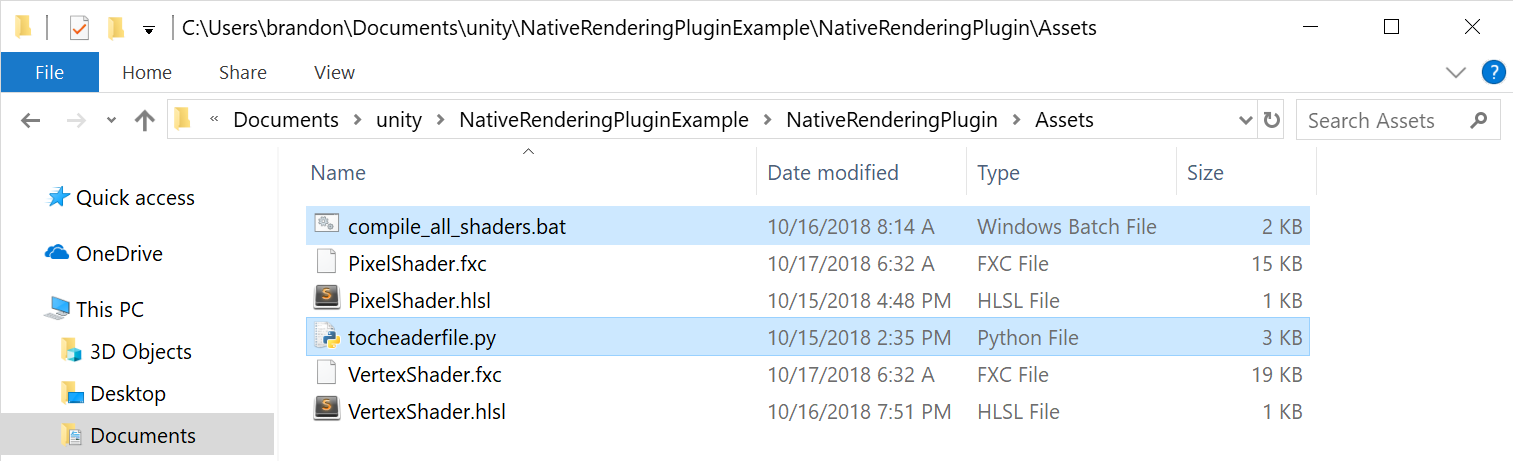 C:\Users\brandon\Documents\unity\NativeRenderingPluginExample\NativeRenderingPlugin\Assets
File Home Share View ?
« Documents > unity > NativeRenderingPluginExample > NativeRenderingPlugin > Assets Search Assets
Name Date modified Type Size
Quick access
OneDrive
This PC
3D Objects
Desktop
Documents
compile_all_shaders.bat 10/16/2018 8:14 A Windows Batch File 2 KB
PixelShader.fxc 10/17/2018 6:32 A FXC File 15 KB
PixelShader.hlsl 10/15/2018 4:48 PM HLSL File 1 KB
tocheaderfile.py 10/15/2018 2:35 PM Python File 3 KB
VertexShader.fxc 10/17/2018 6:32 A FXC File 19 KB
VertexShader.hlsl 10/16/2018 7:51 PM HLSL File 1 KB